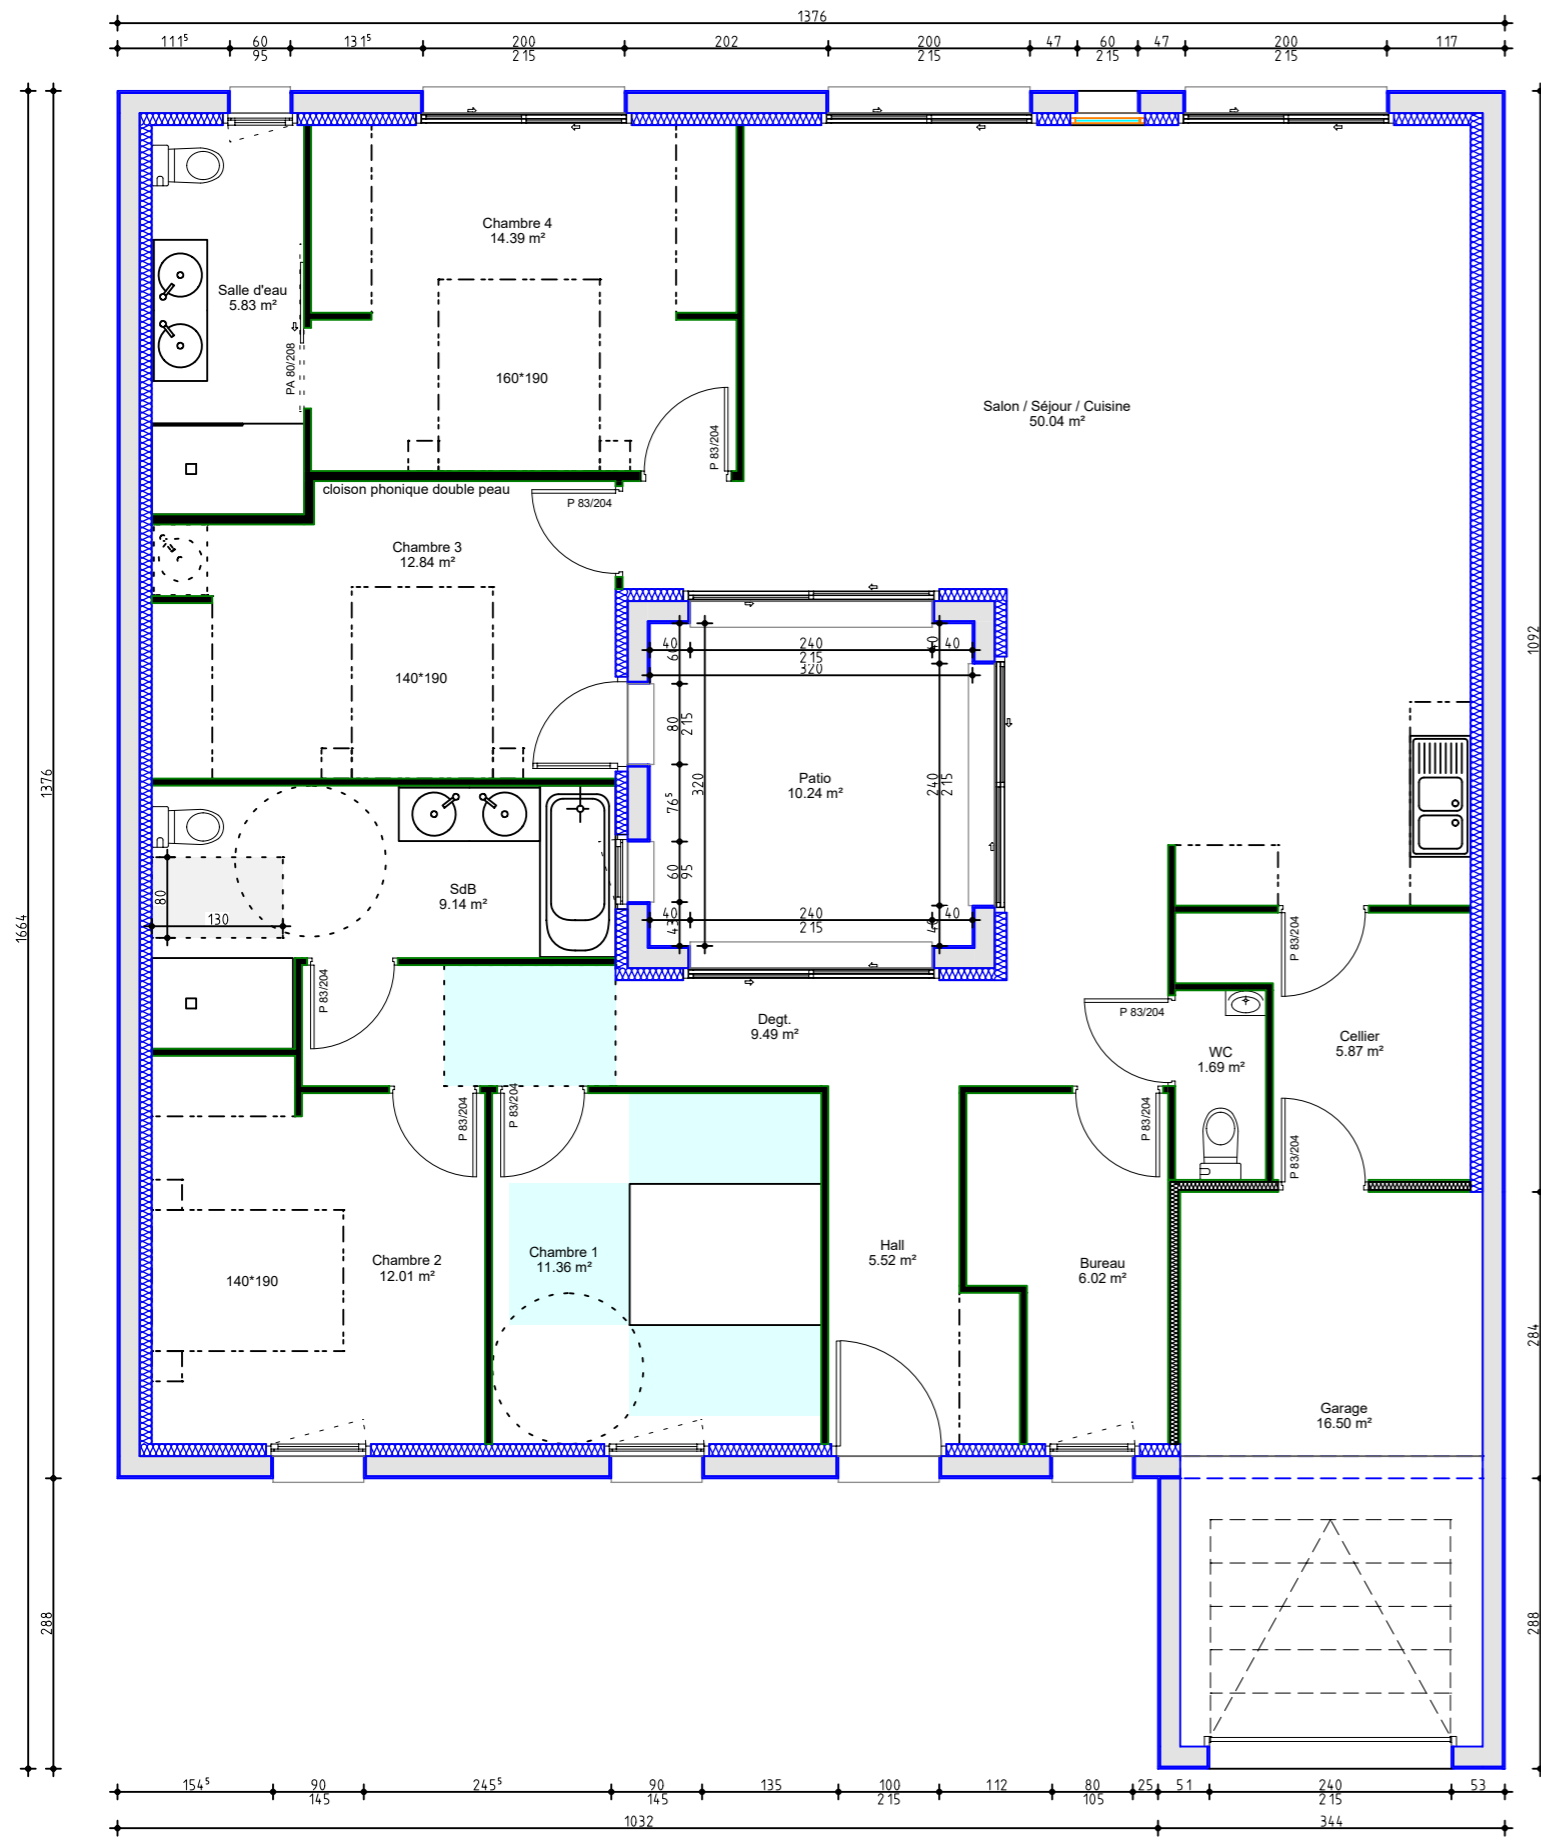 1376
111⁵ 60 131⁵ 200 202 200 47 60 47 200 117
95 215 215 215 215
Chambre 4
14.39 m²
Salle d'eau
5.83 m²
PA 80/208
160*190
P 83/204
Salon / Séjour / Cuisine
50.04 m²
cloison phonique double peau
P 83/204
Chambre 3
12.84 m²
140*190
40 240 40
215
320
60
40
80
215
320
76⁵
240
215
60
95
43
40
Patio
10.24 m²
40 240 40
215
1092
1376
1664
SdB
9.14 m²
80
130
P 83/204
P 83/204
Degt.
9.49 m²
P 83/204
WC
1.69 m²
Cellier
5.87 m²
P 83/204
P 83/204
P 83/204
P 83/204
Chambre 2
12.01 m²
140*190
Chambre 1
11.36 m²
Hall
5.52 m²
Bureau
6.02 m²
284
Garage
16.50 m²
288
288
154⁵ 90 245⁵ 90 135 100 112 80 25 51 240 53
145 145 215 105 215
1032 344